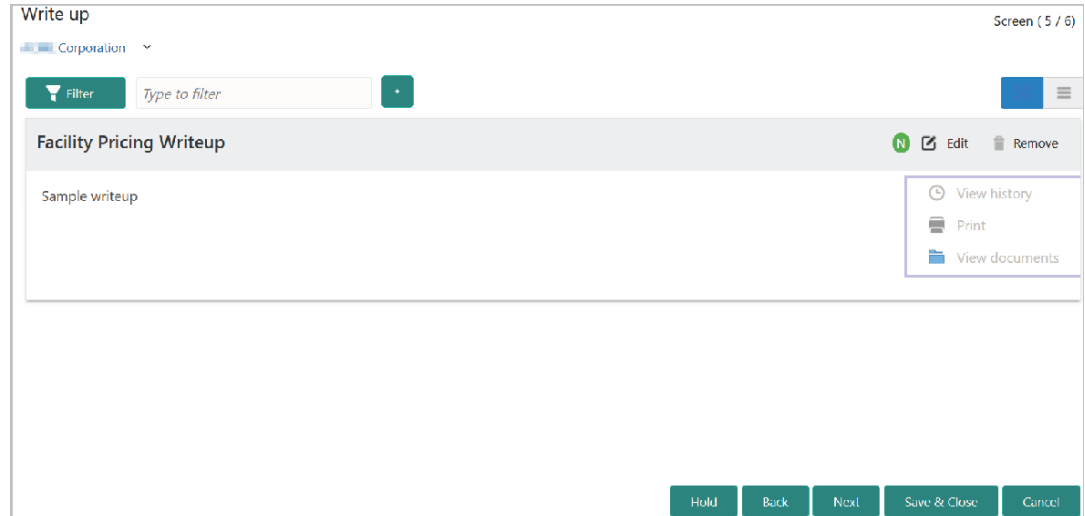 Write up
Screen ( 5 / 6)
Corporation
Filter
Type to filter
+
Facility Pricing Writeup
N
Edit
Remove
Sample writeup
View history
Print
View documents
Hold
Back
Next
Save & Close
Cancel